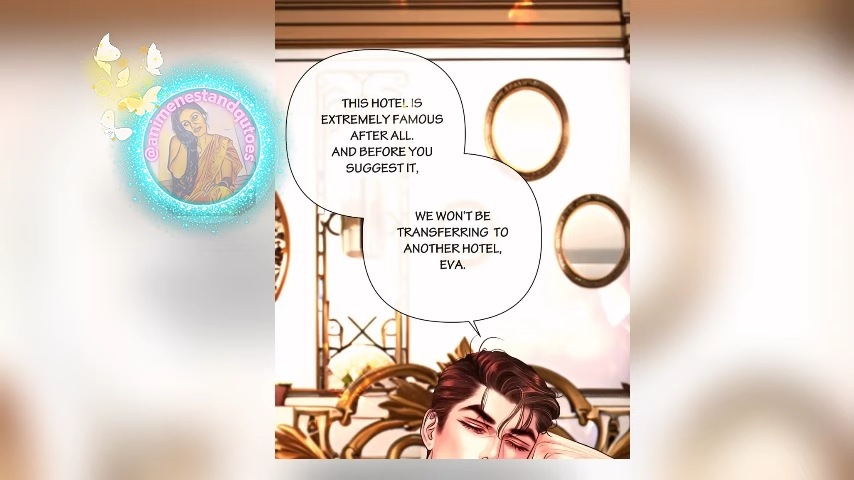 @animenestandqutoes
THIS HOTEL IS
EXTREMELY FAMOUS
AFTER ALL.
AND BEFORE YOU
SUGGEST IT,
WE WON'T BE
TRANSFERRING TO
ANOTHER HOTEL,
EVA.